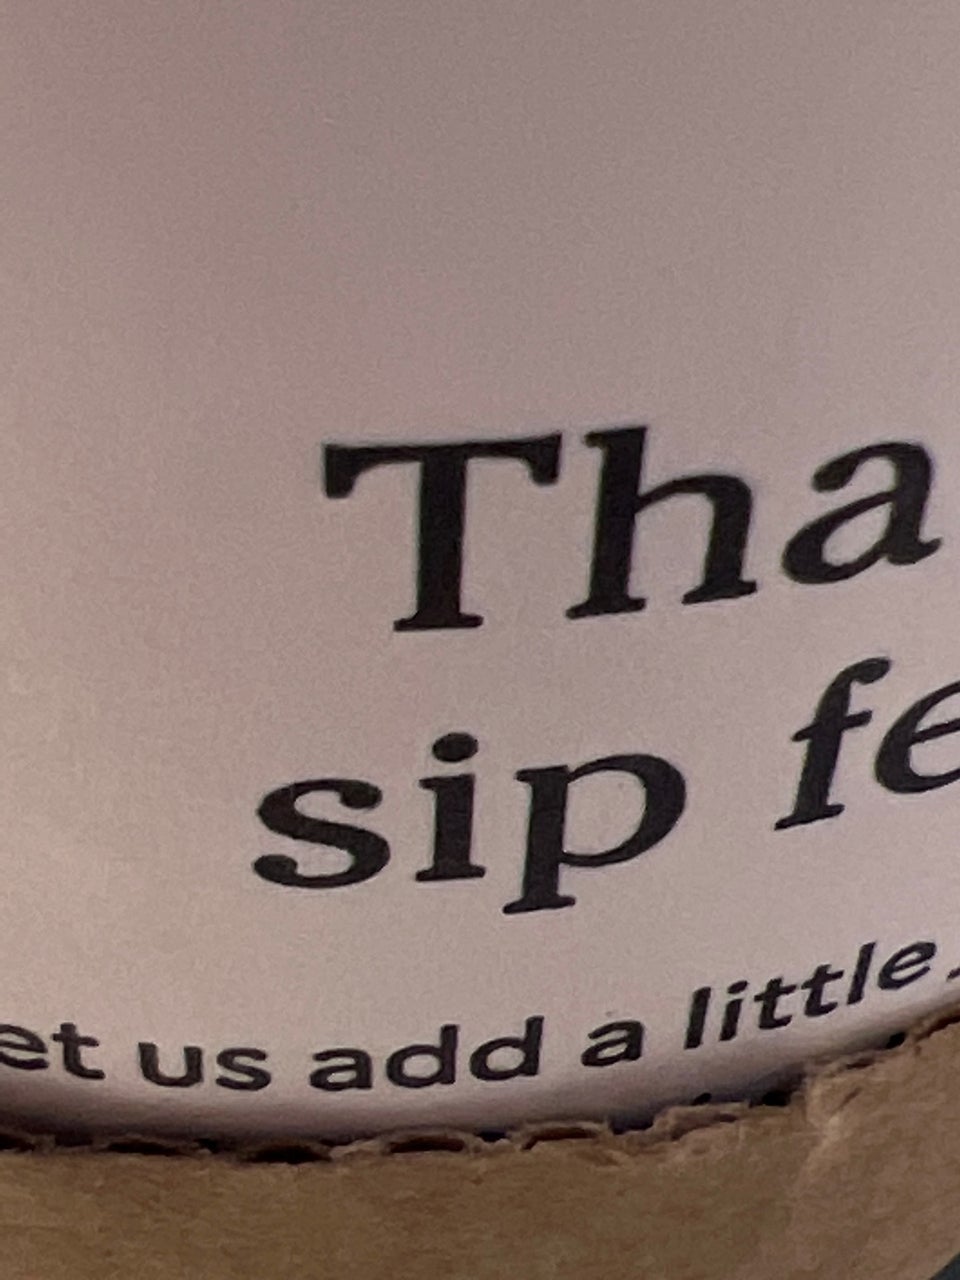 Tha
sip fe
et us add a little